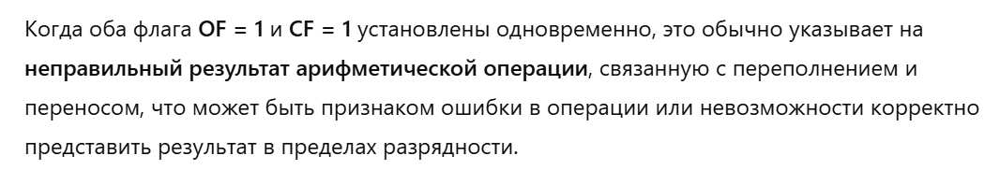 Когда оба флага OF = 1 и CF = 1 установлены одновременно, это обычно указывает на
неправильный результат арифметической операции, связанную с переполнением и
переносом, что может быть признаком ошибки в операции или невозможности корректно
представить результат в пределах разрядности.